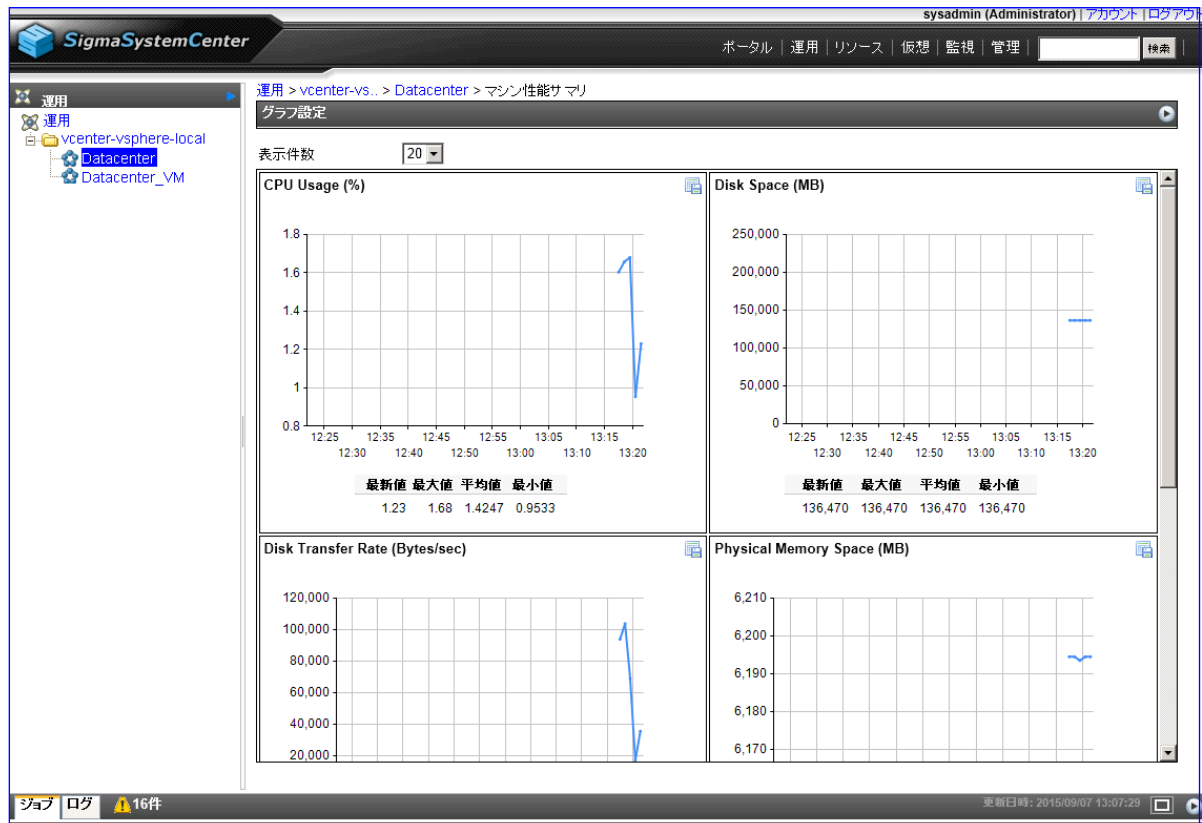 sysadmin (Administrator) | アカウント | ログアウト
SigmaSystemCenter
ポータル | 運用 | リソース | 仮想 | 監視 | 管理 | 検索
運用
運用
vcenter-vsphere-local
Datacenter
Datacenter_VM
運用 > vcenter-vs.. > Datacenter > マシン性能サマリ
グラフ設定
表示件数 20
CPU Usage (%)
1.8
1.6
1.4
1.2
1
0.8
12:25 12:35 12:45 12:55 13:05 13:15
12:30 12:40 12:50 13:00 13:10 13:20
最新値 最大値 平均値 最小値
1.23 1.68 1.4247 0.9533
Disk Space (MB)
250,000
200,000
150,000
100,000
50,000
0
12:25 12:35 12:45 12:55 13:05 13:15
12:30 12:40 12:50 13:00 13:10 13:20
最新値 最大値 平均値 最小値
136,470 136,470 136,470 136,470
Disk Transfer Rate (Bytes/sec)
120,000
100,000
80,000
60,000
40,000
20,000
Physical Memory Space (MB)
6,210
6,200
6,190
6,180
6,170
ジョブ ログ 16件
更新日時: 2015/09/07 13:07:29